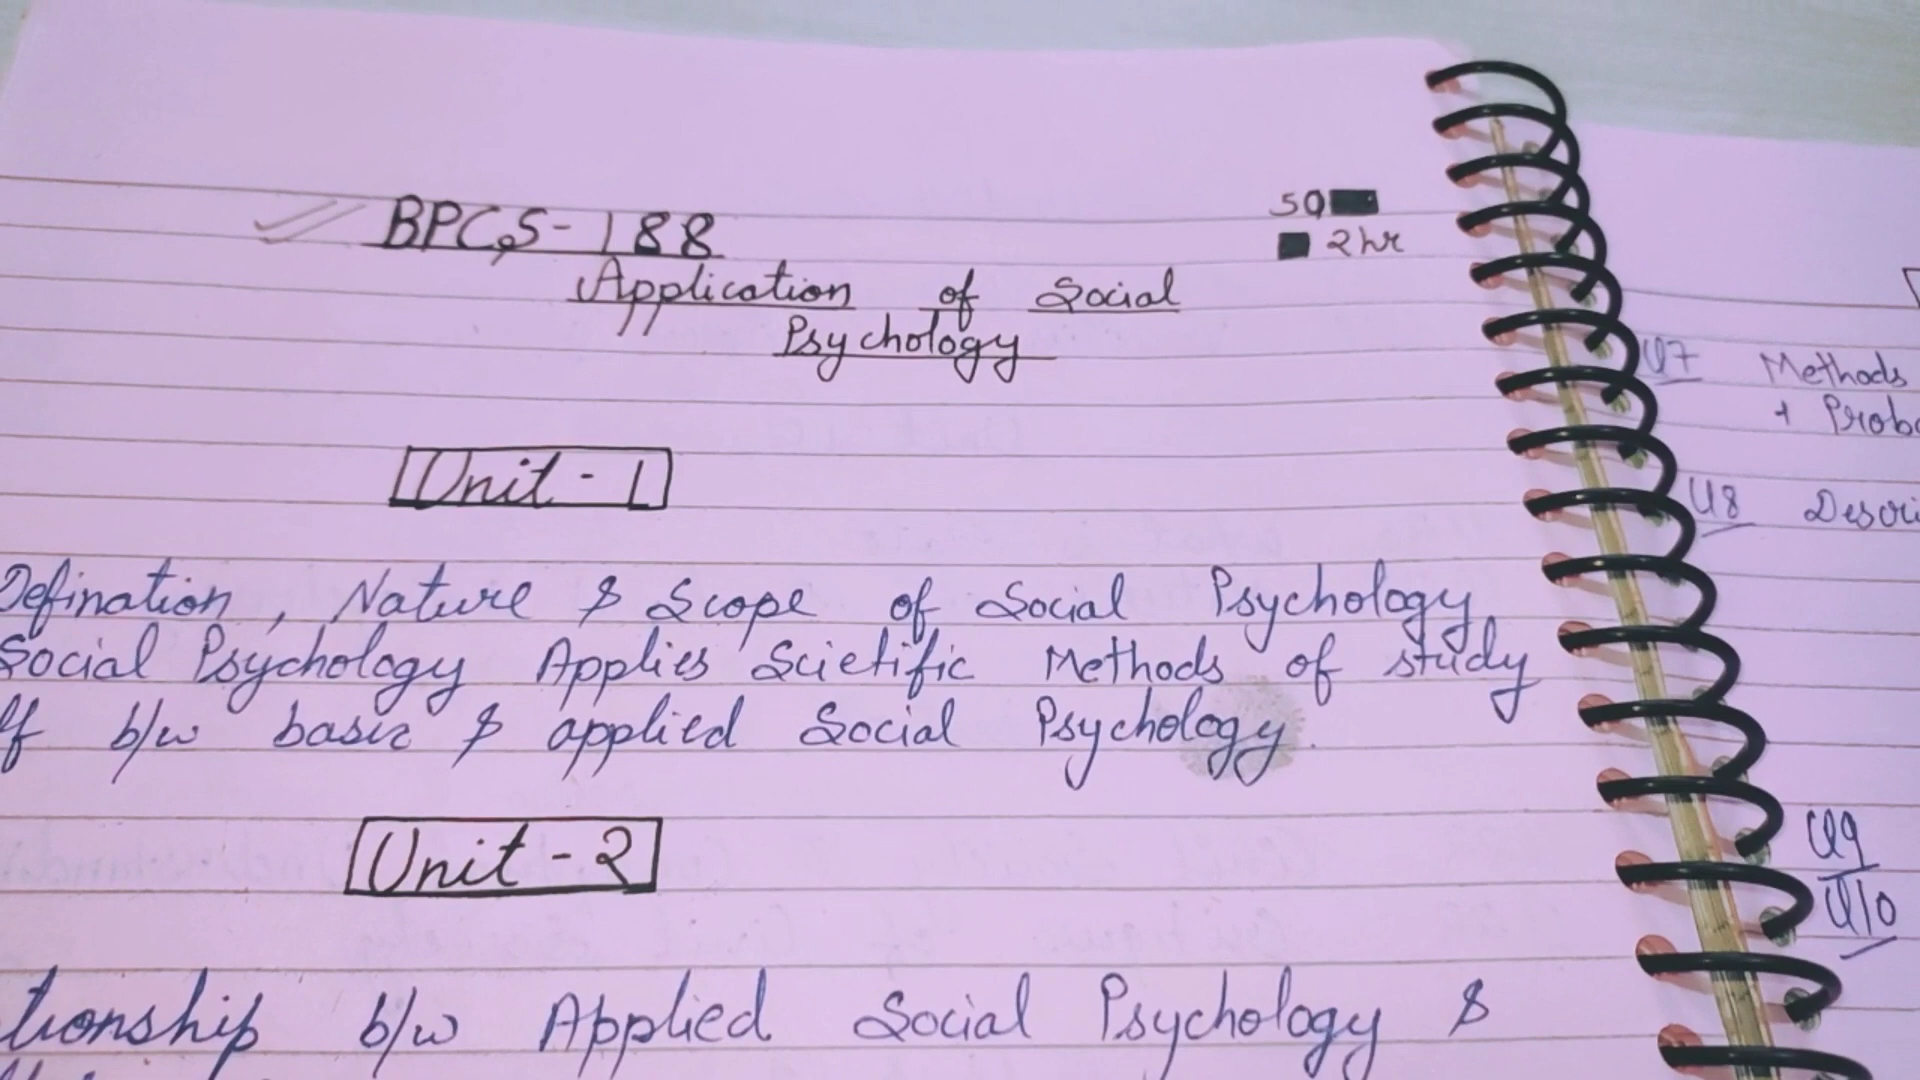 BPCS-188
50
2hr
Application of Social
Psychology
Unit - 1
Defination, Nature & Scope of Social Psychology
Social Psychology Applies Scietific Methods of study
b/w basic & applied Social Psychology.
Unit - 2
tionship b/w Applied Social Psychology &
U7 Methods
+
U8
U9
U10